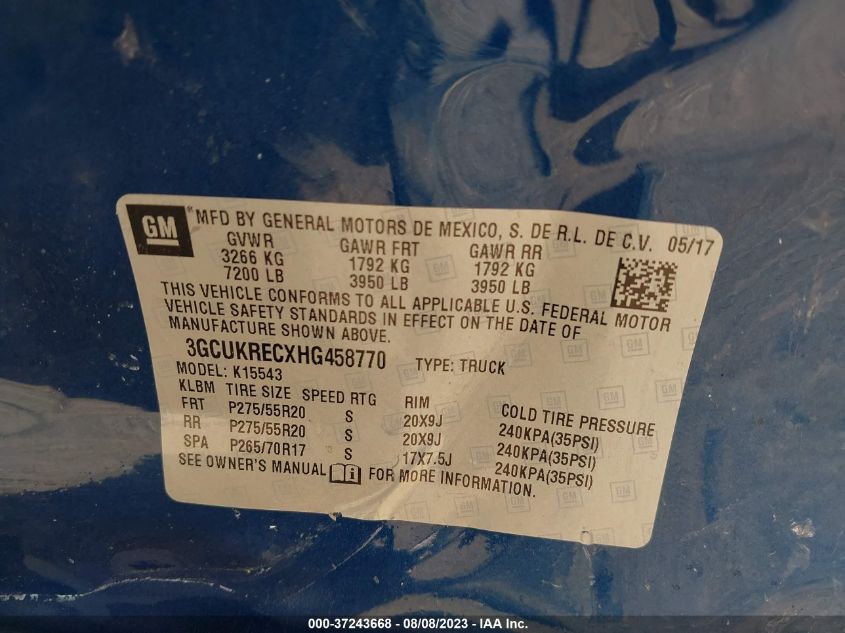 GM
® MFD BY GENERAL MOTORS DE MEXICO, S. DE R.L. DE C.V. 05/17
GVWR GAWR FRT GAWR RR
3266 KG 1792 KG 1792 KG
7200 LB 3950 LB 3950 LB
THIS VEHICLE CONFORMS TO ALL APPLICABLE U.S. FEDERAL MOTOR
VEHICLE SAFETY STANDARDS IN EFFECT ON THE DATE OF
MANUFACTURE SHOWN ABOVE.
3GCUKRECXHG458770 TYPE: TRUCK
MODEL: K15543
KLBM TIRE SIZE SPEED RTG RIM COLD TIRE PRESSURE
FRT P275/55R20 S 20X9J 240KPA(35PSI)
RR P275/55R20 S 20X9J 240KPA(35PSI)
SPA P265/70R17 S 17X7.5J 240KPA(35PSI)
SEE OWNER'S MANUAL FOR MORE INFORMATION.
000-37243668 - 08/08/2023 - IAA Inc.